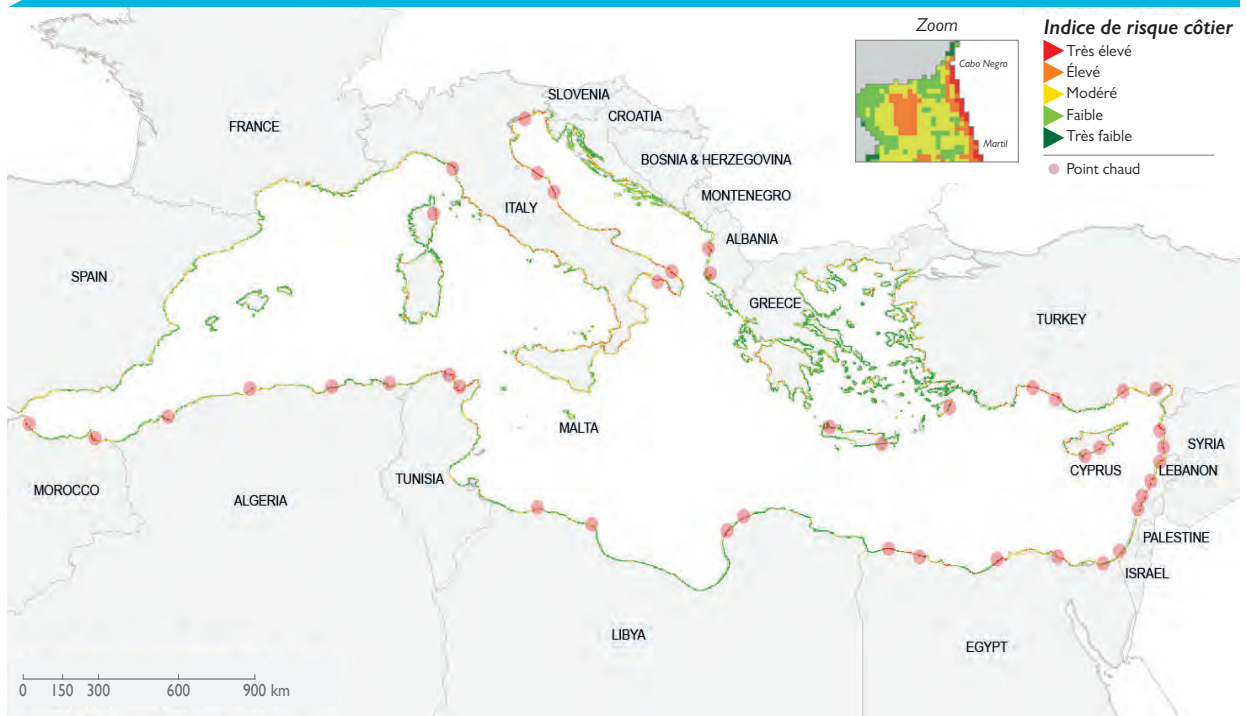 Zoom
Cabo Negro
Martil
Indice de risque côtier
Très élevé
Élevé
Modéré
Faible
Très faible
Point chaud
SLOVENIA
CROATIA
FRANCE
BOSNIA & HERZEGOVINA
MONTENEGRO
ITALY
ALBANIA
SPAIN
GREECE
TURKEY
MALTA
SYRIA
CYPRUS
LEBANON
TUNISIA
MOROCCO
ALGERIA
PALESTINE
ISRAEL
LIBYA
EGYPT
0 150 300 600 900 km